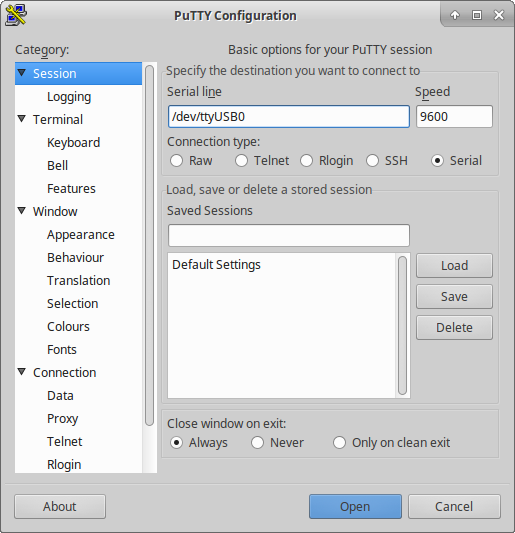 PuTTY Configuration
Category:
Basic options for your PuTTY session
Session
Logging
Terminal
Keyboard
Bell
Features
Window
Appearance
Behaviour
Translation
Selection
Colours
Fonts
Connection
Data
Proxy
Telnet
Rlogin
Specify the destination you want to connect to
Serial line Speed
/dev/ttyUSB0 9600
Connection type:
Raw Telnet Rlogin SSH Serial
Load, save or delete a stored session
Saved Sessions
Default Settings
Load
Save
Delete
Close window on exit:
Always Never Only on clean exit
About Open Cancel